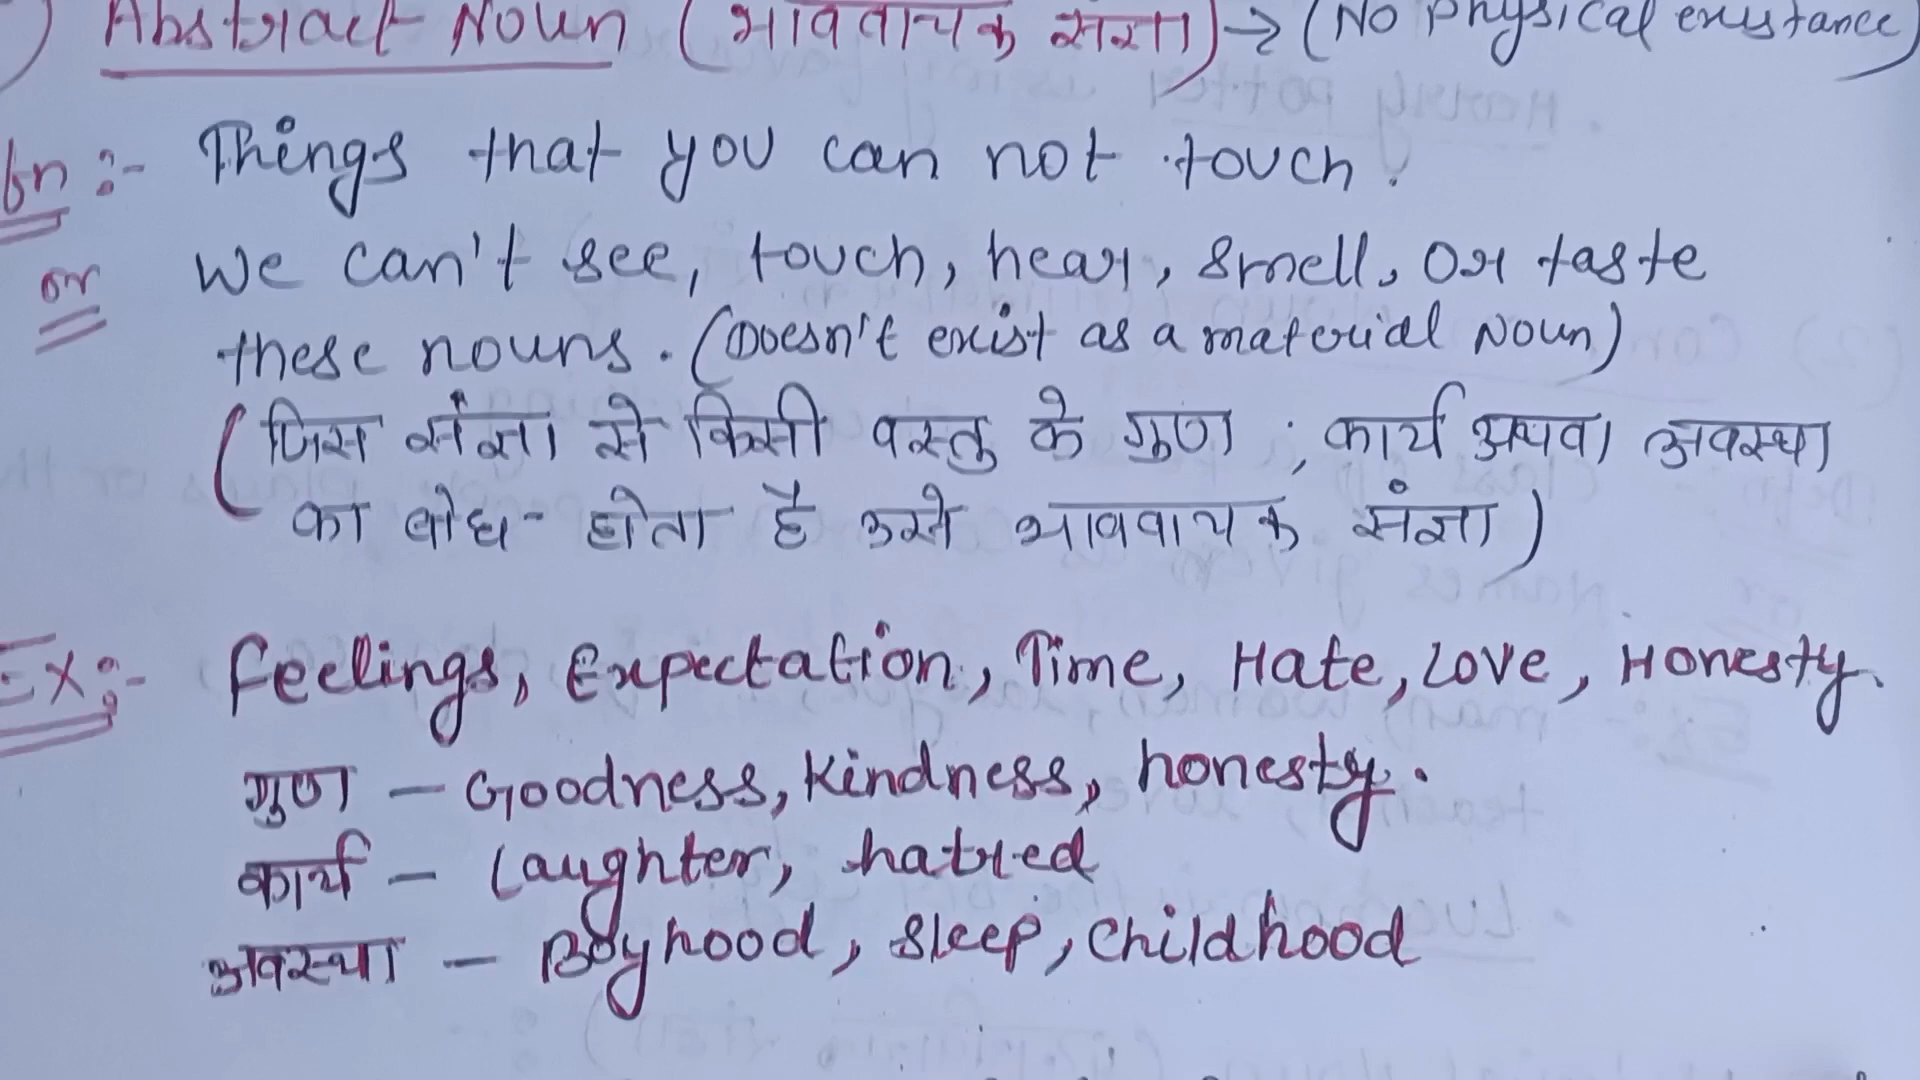 ) Abstract Noun (भाववाचक संज्ञा) → (No physical existance)
fn :- Things that you can not touch.
or We can't see, touch, hear, smell, or taste
these nouns. (Doesn't exist as a material Noun)
(जिस संज्ञा से किसी वस्तु के गुण , कार्य अथवा अवस्था
का बोध- होता है उसे भाववाचक संज्ञा)
Ex:- Feelings, Expectation, Time, Hate, Love, Honesty.
गुण – Goodness, Kindness, honesty.
कार्य – Laughter, hatred
अवस्था – Boyhood, sleep, childhood